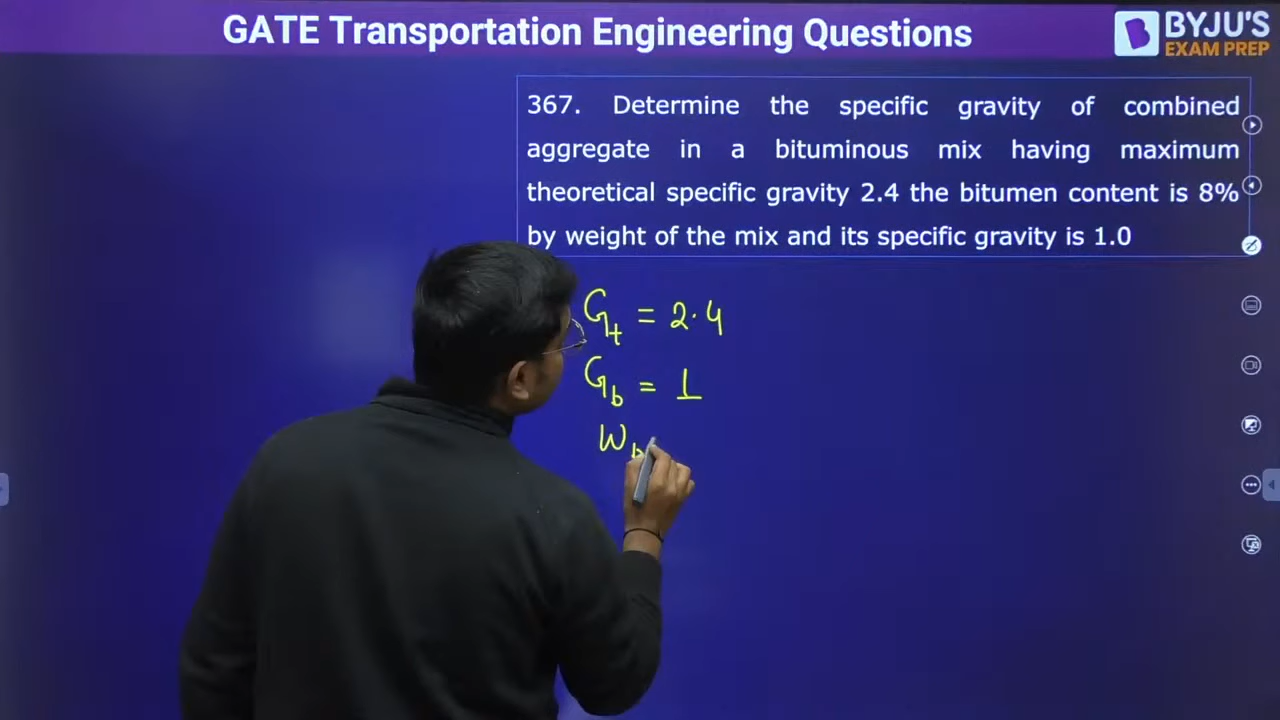 GATE Transportation Engineering Questions
BYJU'S
EXAM PREP
367. Determine the specific gravity of combined
aggregate in a bituminous mix having maximum
theoretical specific gravity 2.4 the bitumen content is 8%
by weight of the mix and its specific gravity is 1.0
Gt = 2.4
Gb = 1
Wb